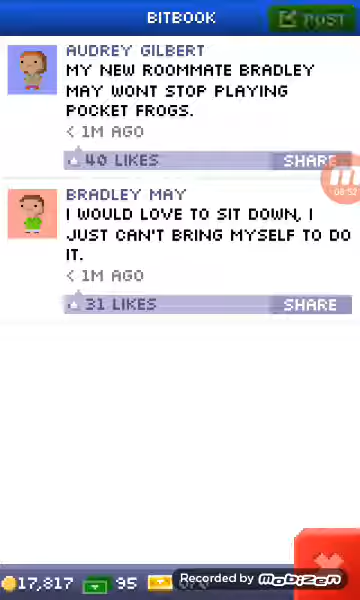 BITBOOK
POST
AUDREY GILBERT
MY NEW ROOMMATE BRADLEY
MAY WONT STOP PLAYING
POCKET FROGS.
< 1M AGO
40 LIKES
SHARE
BRADLEY MAY
I WOULD LOVE TO SIT DOWN, I
JUST CAN'T BRING MYSELF TO DO
IT.
< 1M AGO
31 LIKES
SHARE
17,817
95
Recorded by Mobizen